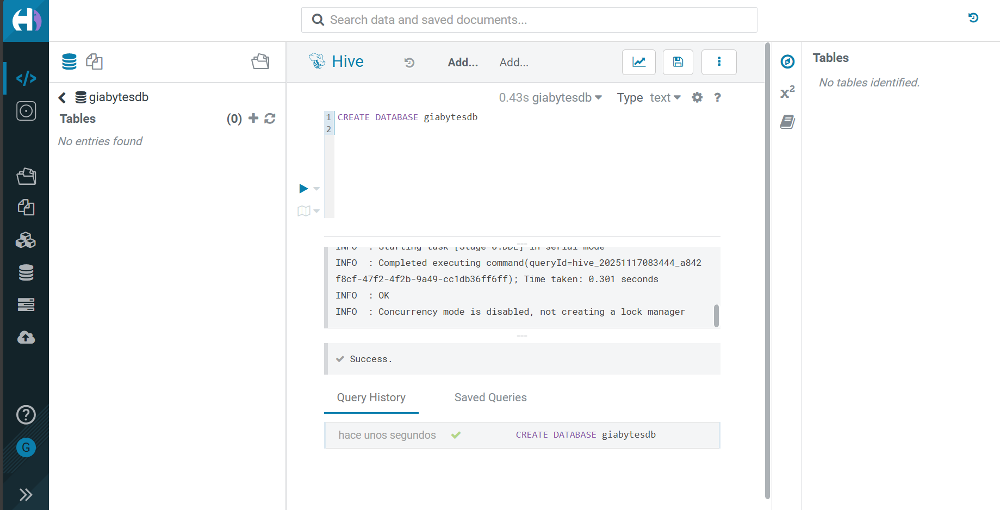 Search data and saved documents...
Hive
Add...
Add...
giabytesdb
Tables
(0)
No entries found
0.43s giabytesdb
Type
text
?
1 CREATE DATABASE giabytesdb
2
INFO  : Starting task [Stage-0:DDL] in serial mode
INFO  : Completed executing command(queryId=hive_20251117083444_a842
f8cf-47f2-4f2b-9a49-cc1db36ff6ff); Time taken: 0.301 seconds
INFO  : OK
INFO  : Concurrency mode is disabled, not creating a lock manager
Success.
Query History
Saved Queries
hace unos segundos
CREATE DATABASE giabytesdb
Tables
No tables identified.
x²
?
G